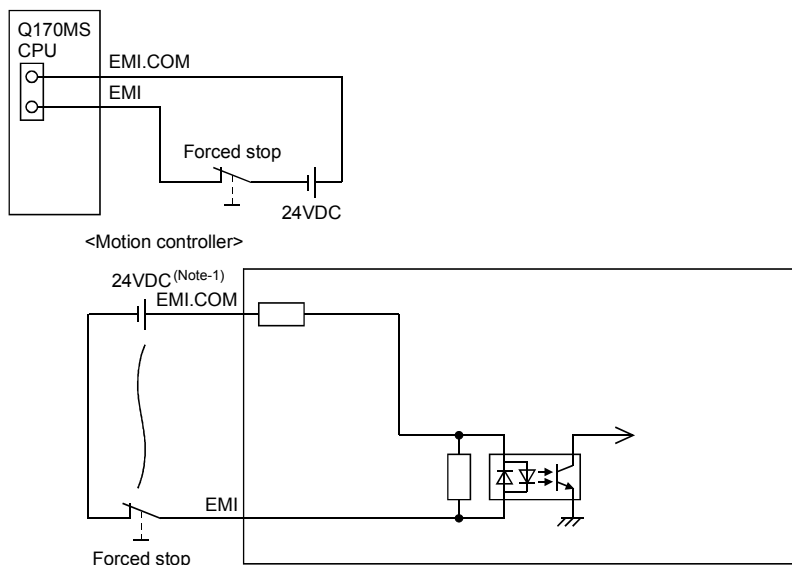 Q170MS
CPU
EMI.COM
EMI
Forced stop
24VDC
<Motion controller>
24VDC(Note-1)
EMI.COM
EMI
Forced stop